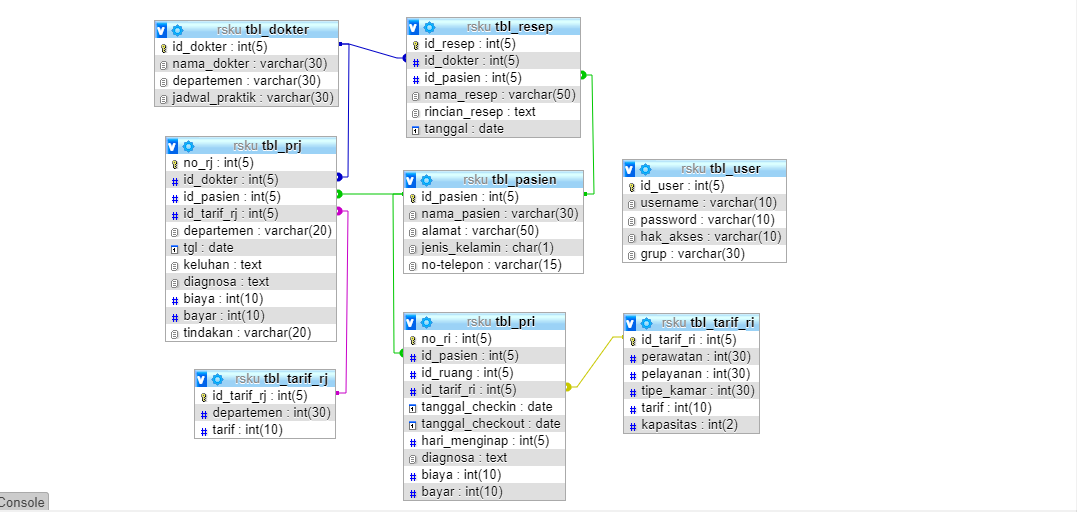 rsku tbl_dokter
id_dokter : int(5)
nama_dokter : varchar(30)
departemen : varchar(30)
jadwal_praktik : varchar(30)
rsku tbl_resep
id_resep : int(5)
id_dokter : int(5)
id_pasien : int(5)
nama_resep : varchar(50)
rincian_resep : text
tanggal : date
rsku tbl_prj
no_rj : int(5)
id_dokter : int(5)
id_pasien : int(5)
id_tarif_rj : int(5)
departemen : varchar(20)
tgl : date
keluhan : text
diagnosa : text
biaya : int(10)
bayar : int(10)
tindakan : varchar(20)
rsku tbl_pasien
id_pasien : int(5)
nama_pasien : varchar(30)
alamat : varchar(50)
jenis_kelamin : char(1)
no-telepon : varchar(15)
rsku tbl_user
id_user : int(5)
username : varchar(10)
password : varchar(10)
hak_akses : varchar(10)
grup : varchar(30)
rsku tbl_pri
no_ri : int(5)
id_pasien : int(5)
id_ruang : int(5)
id_tarif_ri : int(5)
tanggal_checkin : date
tanggal_checkout : date
hari_menginap : int(5)
diagnosa : text
biaya : int(10)
bayar : int(10)
rsku tbl_tarif_ri
id_tarif_ri : int(5)
perawatan : int(30)
pelayanan : int(30)
tipe_kamar : int(30)
tarif : int(10)
kapasitas : int(2)
rsku tbl_tarif_rj
id_tarif_rj : int(5)
departemen : int(30)
tarif : int(10)
Console